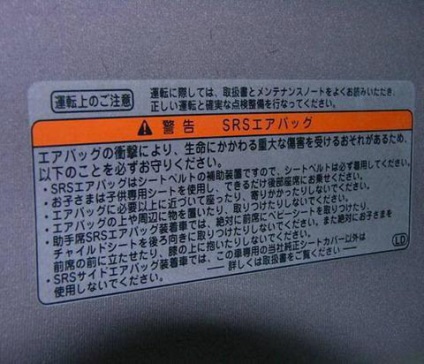 運転上のご注意
運転に際しては、取扱書とメンテナンスノートをよくお読みいただき、
正しい運転と確実な点検整備を行なってください。
警告 SRSエアバッグ
エアバッグの衝撃により、生命にかかわる重大な傷害を受けるおそれがあるため、
以下のことを必ずお守りください。
・SRSエアバッグはシートベルトの補助装置ですので、シートベルトは必ず着用してください。
・お子さまは子供専用シートを使用し、できるだけ後部座席にお乗せください。
・エアバッグに必要以上に近づいて座ったり、寄りかかったりしないでください。
・エアバッグの上や周辺に物を置いたり、取りつけたりしないでください。
・助手席SRSエアバッグ装着車では、絶対に前席にベビーシートを取りつけたり、
チャイルドシートを後ろ向きに取りつけたりしないでください。また絶対にお子さまを
前席の前に立たせたり、膝の上に抱いたりしないでください。
・SRSサイドエアバッグ装着車では、この車専用の当社純正シートカバー以外は
使用しないでください。
詳しくは取扱書をご覧ください
LD